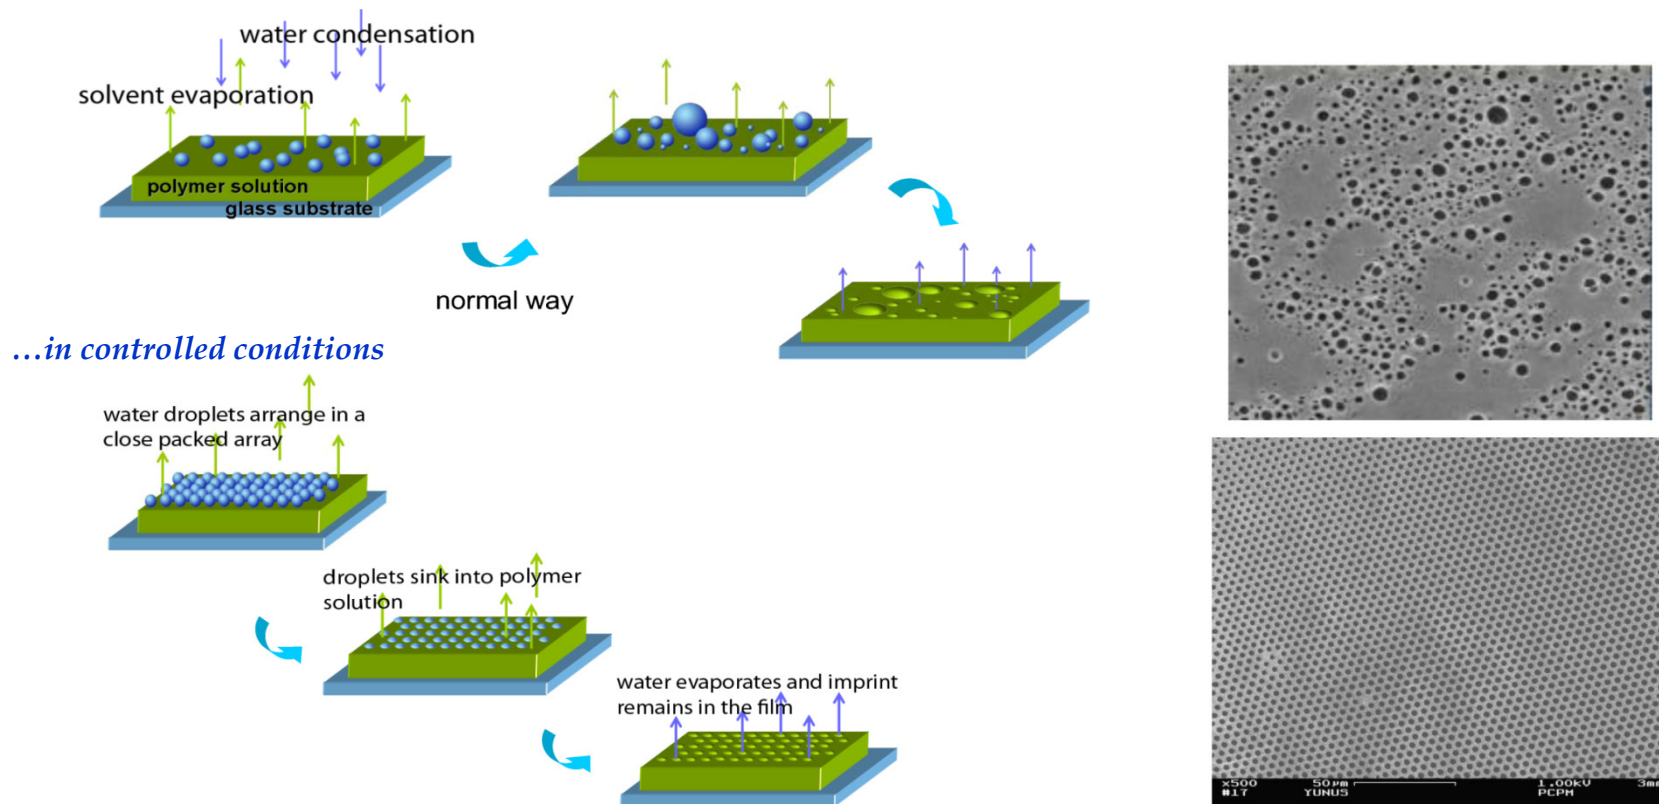 water condensation
solvent evaporation
polymer solution
glass substrate
normal way
...in controlled conditions
water droplets arrange in a
close packed array
droplets sink into polymer
solution
water evaporates and imprint
remains in the film
x500 50µm 1.00kV 3mm
#17 YUNUS PCPM